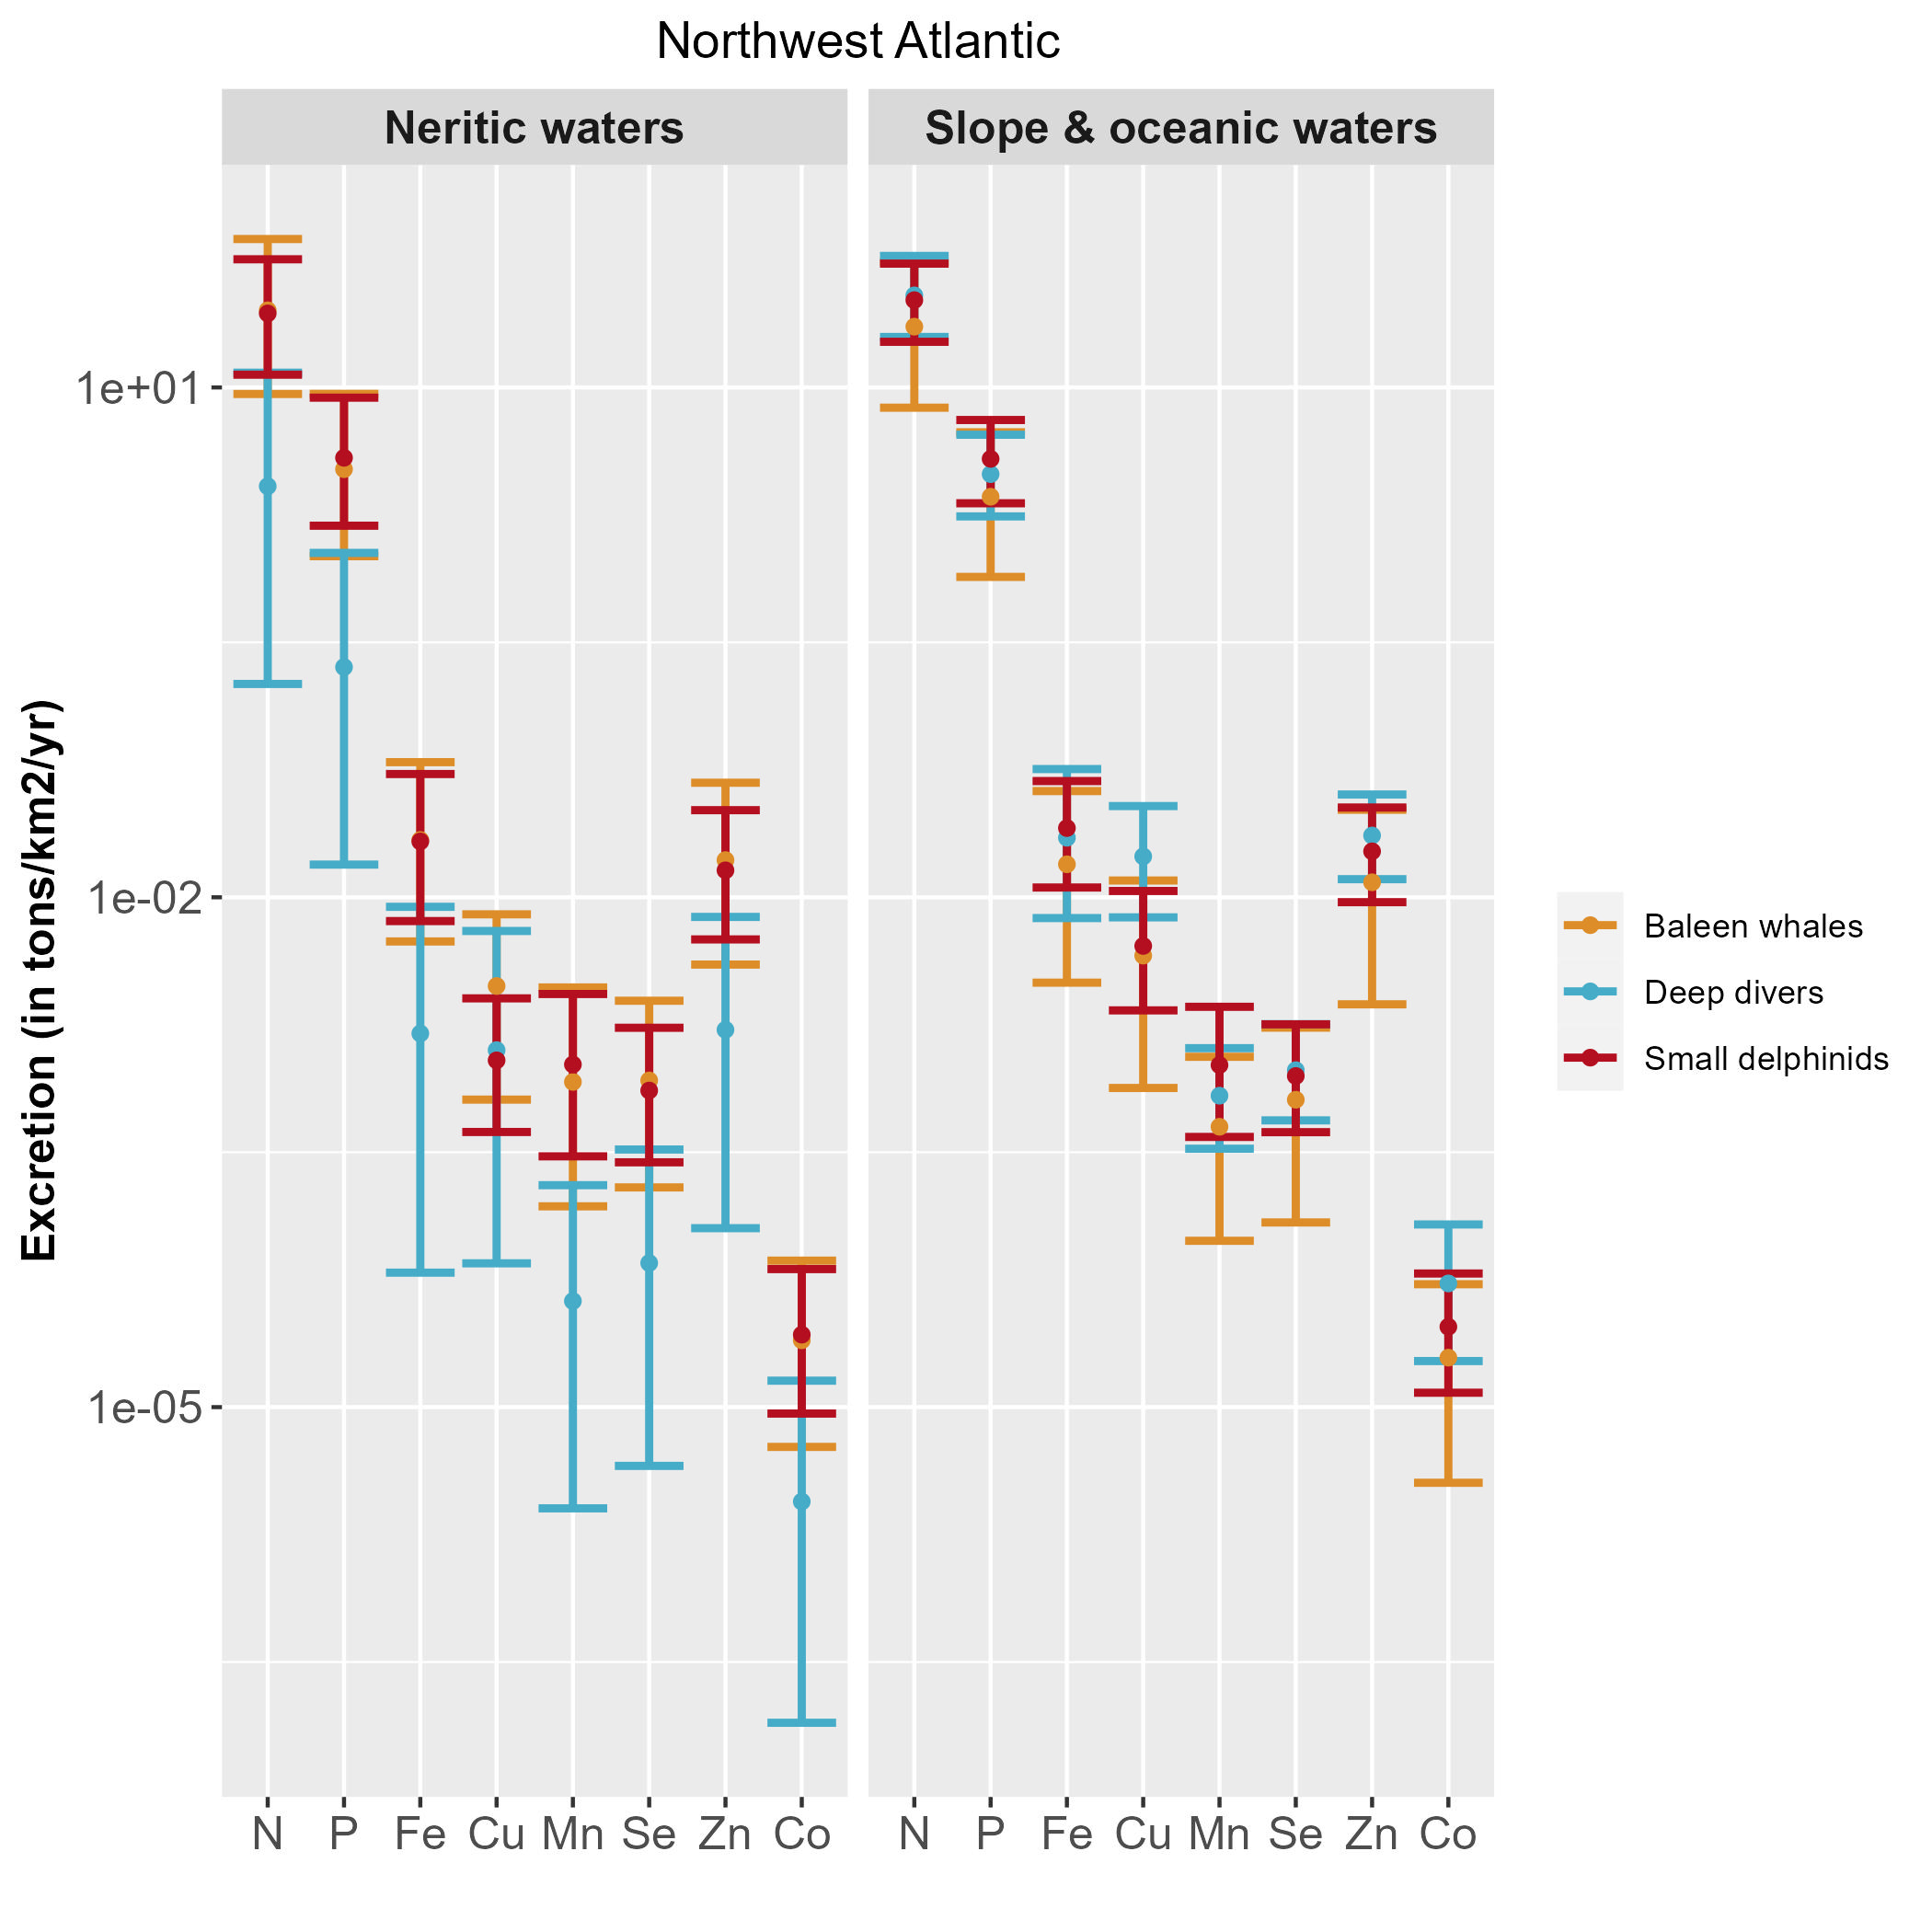 Northwest Atlantic
Neritic waters
Slope & oceanic waters
Excretion (in tons/km2/yr)
1e+01
1e-02
1e-05
N P Fe Cu Mn Se Zn Co
N P Fe Cu Mn Se Zn Co
Baleen whales
Deep divers
Small delphinids